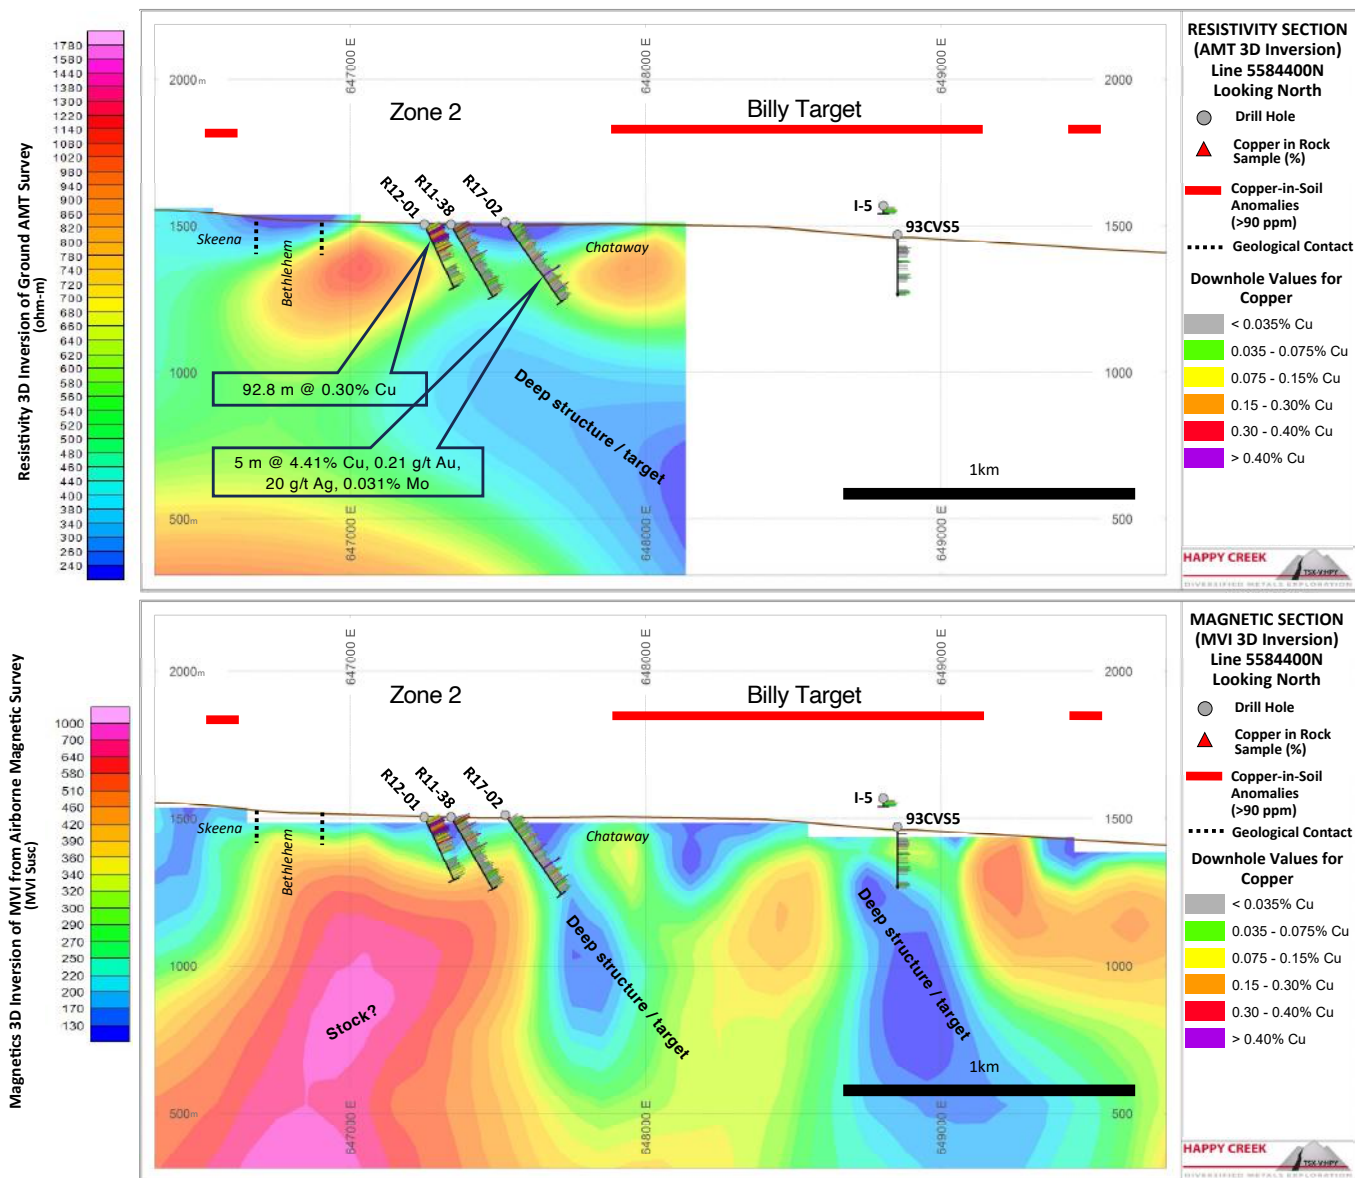 Resistivity 3D Inversion of Ground AMT Survey
(ohm-m)
1780
1580
1440
1300
1220
1140
1080
1020
980
940
900
860
820
800
780
740
700
680
660
640
600
580
560
540
520
500
480
460
440
400
380
340
300
260
240
647000 E
648000 E
649000 E
2000m
2000
Zone 2
Billy Target
R12-01
R11-38
R17-02
I-5
93CVS5
1500
1500
Skeena
Bethlehem
Chataway
1000
1000
92.8 m @ 0.30% Cu
5 m @ 4.41% Cu, 0.21 g/t Au,
20 g/t Ag, 0.031% Mo
Deep structure / target
1km
500m
500
647000 E
648000 E
649000 E
RESISTIVITY SECTION
(AMT 3D Inversion)
Line 5584400N
Looking North
Drill Hole
Copper in Rock
Sample (%)
Copper-in-Soil
Anomalies
(>90 ppm)
Geological Contact
Downhole Values for
Copper
< 0.035% Cu
0.035 - 0.075% Cu
0.075 - 0.15% Cu
0.15 - 0.30% Cu
0.30 - 0.40% Cu
> 0.40% Cu
HAPPY CREEK
TSX-V:HPY
DIVERSIFIED METALS EXPLORATION
Magnetics 3D Inversion of MVI from Airborne Magnetic Survey
(MVI Susc)
1000
700
640
580
510
460
420
390
360
340
320
300
290
270
250
220
200
170
130
647000 E
648000 E
649000 E
2000m
2000
Zone 2
Billy Target
R12-01
R11-38
R17-02
I-5
93CVS5
1500
1500
Skeena
Bethlehem
Chataway
1000
1000
Stock?
Deep structure / target
Deep structure / target
1km
500m
500
647000 E
648000 E
649000 E
MAGNETIC SECTION
(MVI 3D Inversion)
Line 5584400N
Looking North
Drill Hole
Copper in Rock
Sample (%)
Copper-in-Soil
Anomalies
(>90 ppm)
Geological Contact
Downhole Values for
Copper
< 0.035% Cu
0.035 - 0.075% Cu
0.075 - 0.15% Cu
0.15 - 0.30% Cu
0.30 - 0.40% Cu
> 0.40% Cu
HAPPY CREEK
TSX-V:HPY
DIVERSIFIED METALS EXPLORATION